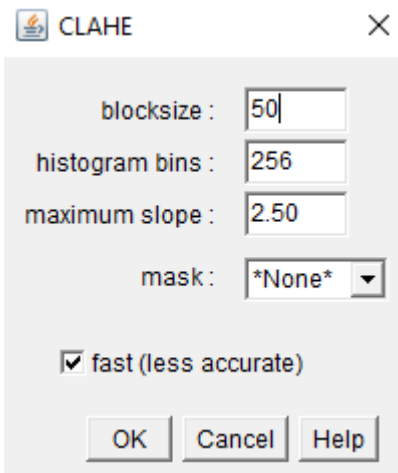 CLAHE
blocksize : 50
histogram bins : 256
maximum slope : 2.50
mask : *None*
fast (less accurate)
OK Cancel Help